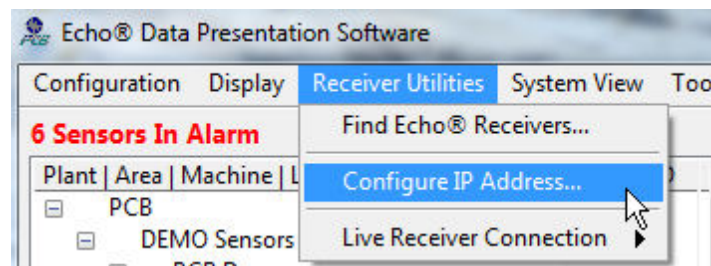 Echo® Data Presentation Software
Configuration Display Receiver Utilities System View
6 Sensors In Alarm
Find Echo® Receivers...
Plant | Area | Machine | L
Configure IP Address...
PCB
DEMO Sensors
Live Receiver Connection